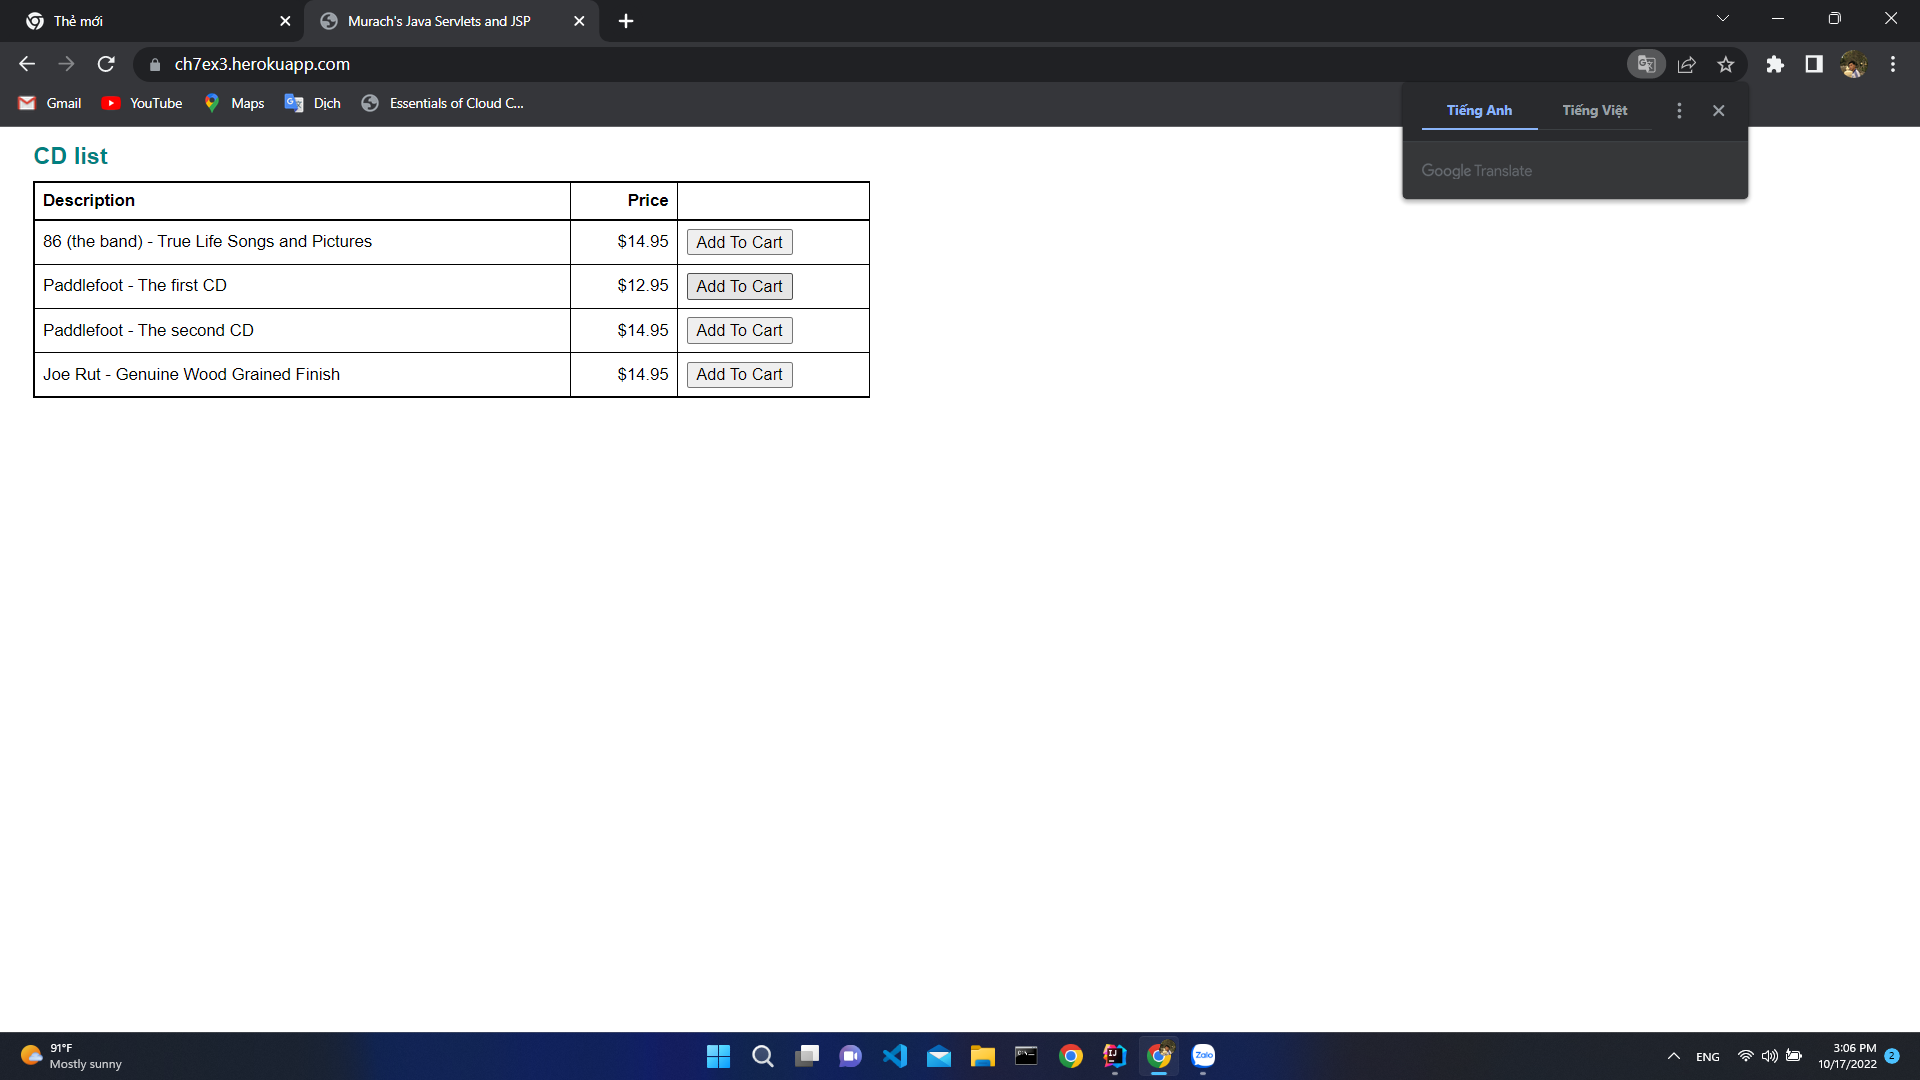 Thẻ mới
Murach's Java Servlets and JSP
ch7ex3.herokuapp.com
Gmail
YouTube
Maps
Dịch
Essentials of Cloud C...
Tiếng Anh
Tiếng Việt
Google Translate
CD list
Description Price
86 (the band) - True Life Songs and Pictures $14.95 Add To Cart
Paddlefoot - The first CD $12.95 Add To Cart
Paddlefoot - The second CD $14.95 Add To Cart
Joe Rut - Genuine Wood Grained Finish $14.95 Add To Cart
91°F
Mostly sunny
Zalo
ENG
3:06 PM
10/17/2022
2